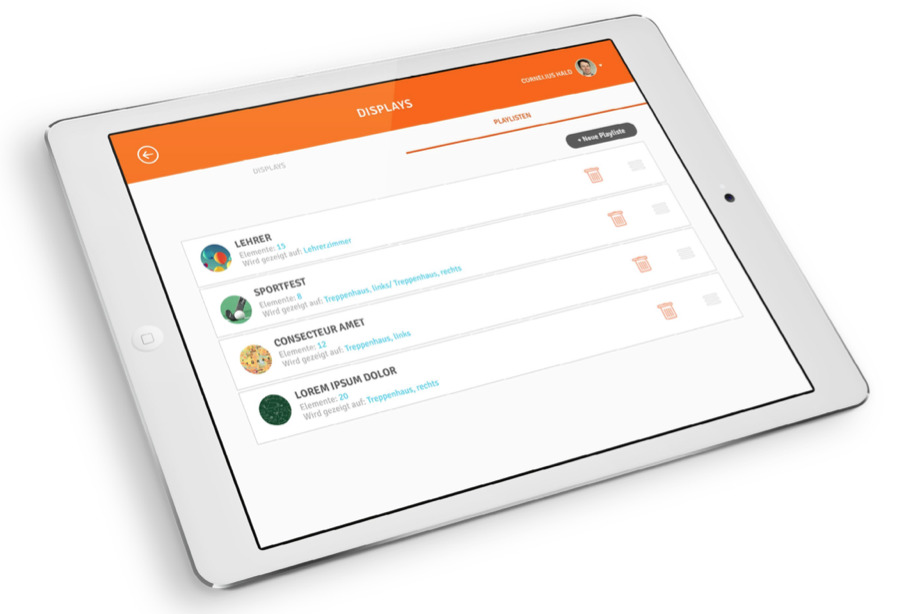 DISPLAYS
CORNELIUS HALD
DISPLAYS
PLAYLISTEN
+ Neue Playliste
LEHRER
Elemente: 15
Wird gezeigt auf: Lehrerzimmer
SPORTFEST
Elemente: 8
Wird gezeigt auf: Treppenhaus, links/ Treppenhaus, rechts
CONSECTEUR AMET
Elemente: 12
Wird gezeigt auf: Treppenhaus, links
LOREM IPSUM DOLOR
Elemente: 20
Wird gezeigt auf: Treppenhaus, rechts